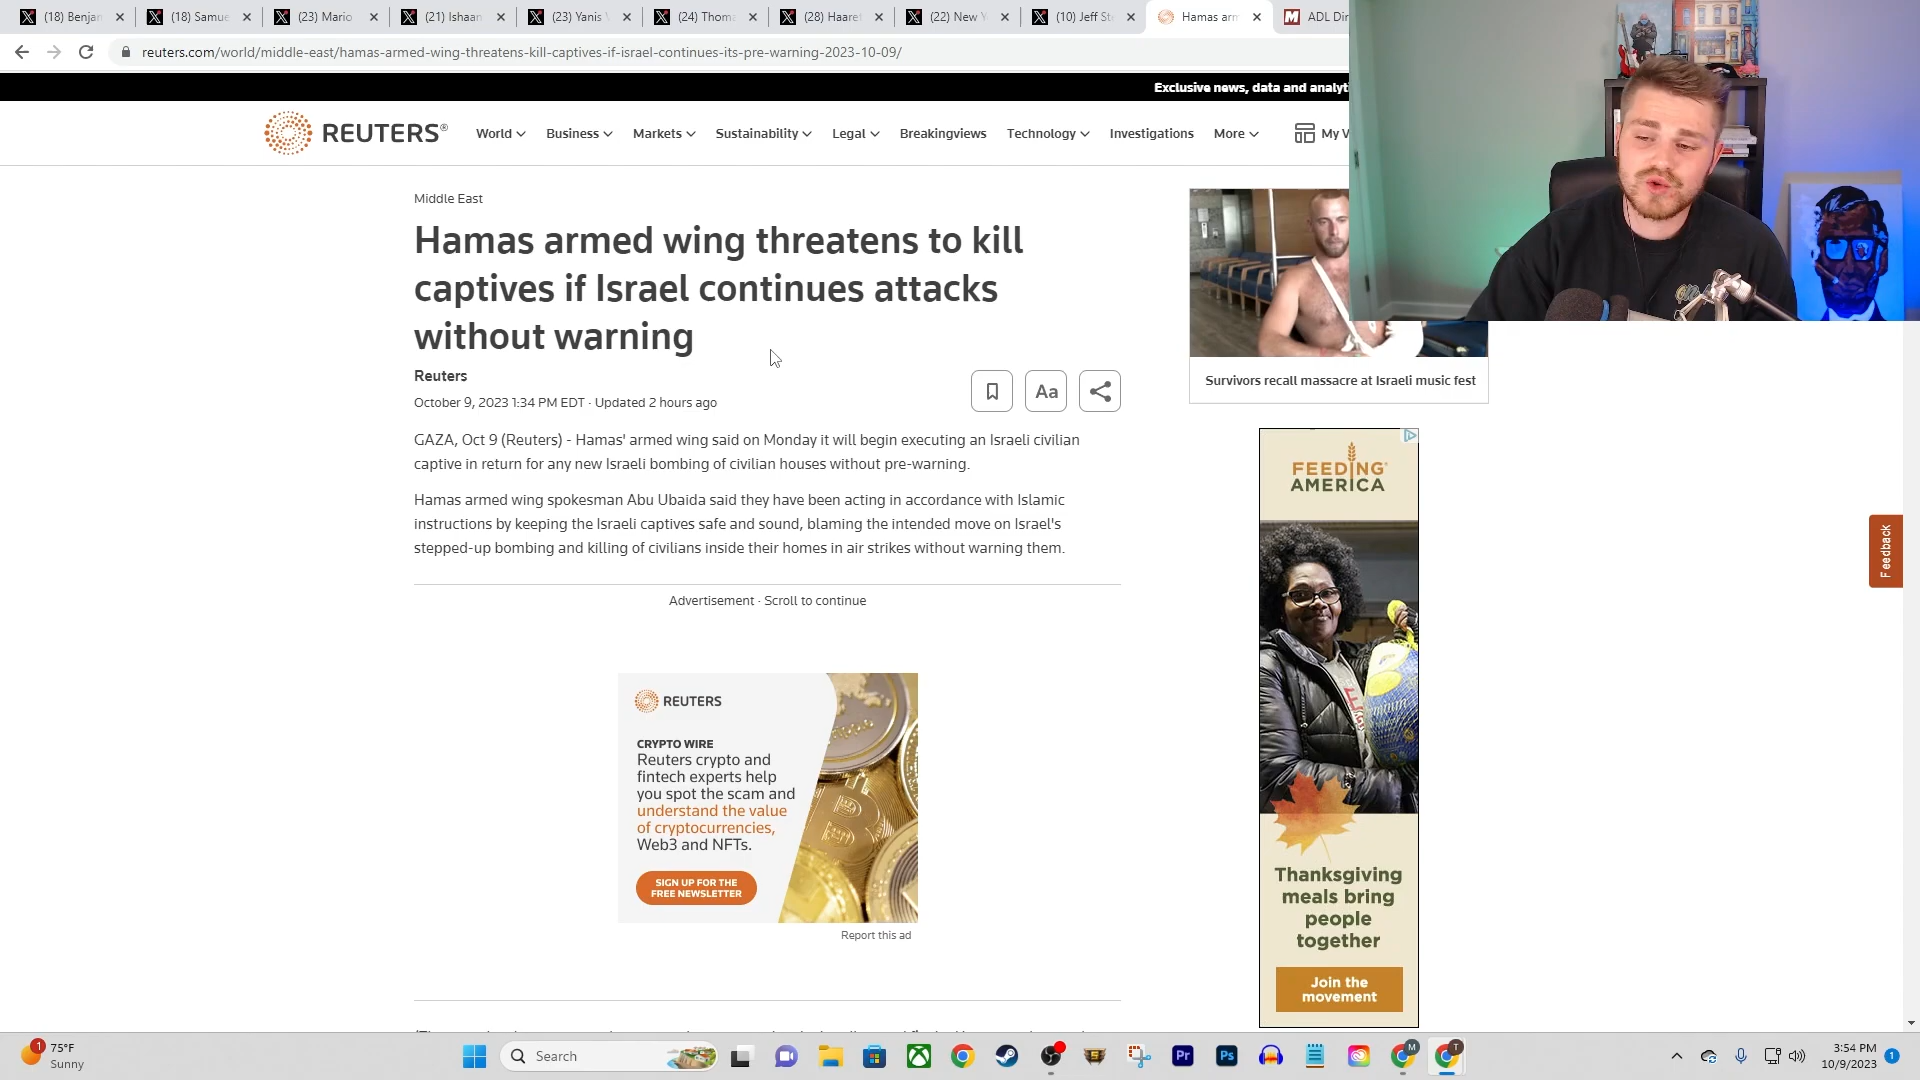 (18) Benjan
(18) Samue
(23) Mario
(21) Ishaan
(23) Yanis
(24) Thoma
(28) Haaret
(22) New Y
(10) Jeff St
Hamas arm
ADL Dir
reuters.com/world/middle-east/hamas-armed-wing-threatens-kill-captives-if-israel-continues-its-pre-warning-2023-10-09/
Exclusive news, data and analyt
REUTERS®
World
Business
Markets
Sustainability
Legal
Breakingviews
Technology
Investigations
More
My V
Middle East
Hamas armed wing threatens to kill
captives if Israel continues attacks
without warning
Reuters
October 9, 2023 1:34 PM EDT · Updated 2 hours ago
Aa
GAZA, Oct 9 (Reuters) - Hamas' armed wing said on Monday it will begin executing an Israeli civilian
captive in return for any new Israeli bombing of civilian houses without pre-warning.
Hamas armed wing spokesman Abu Ubaida said they have been acting in accordance with Islamic
instructions by keeping the Israeli captives safe and sound, blaming the intended move on Israel's
stepped-up bombing and killing of civilians inside their homes in air strikes without warning them.
Advertisement · Scroll to continue
REUTERS
CRYPTO WIRE
Reuters crypto and
fintech experts help
you spot the scam and
understand the value
of cryptocurrencies,
Web3 and NFTs.
SIGN UP FOR THE
FREE NEWSLETTER
Report this ad
Survivors recall massacre at Israeli music fest
FEEDING
AMERICA
Thanksgiving
meals bring
people
together
Join the
movement
Feedback
1
75°F
Sunny
Search
Pr
Ps
M
T
3:54 PM
10/9/2023
1